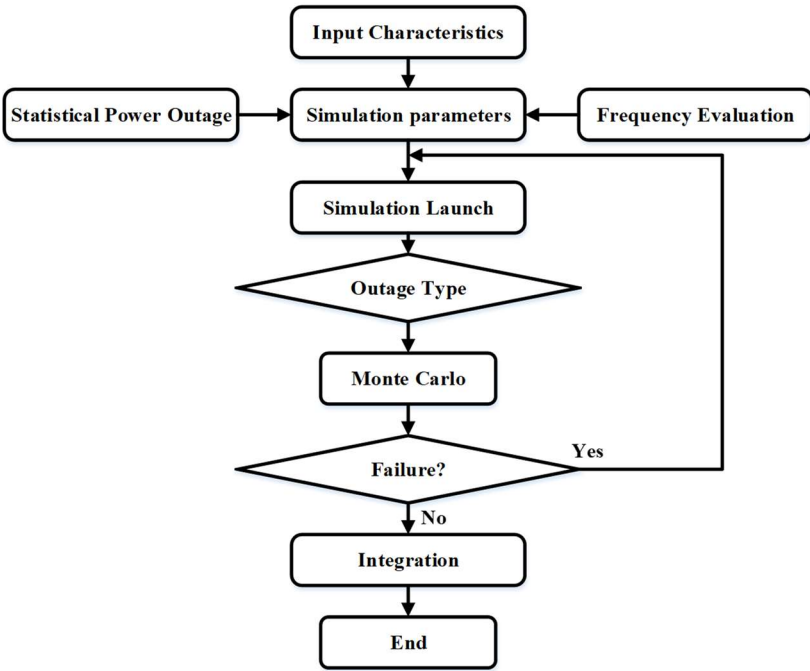 Input Characteristics
Statistical Power Outage
Simulation parameters
Frequency Evaluation
Simulation Launch
Outage Type
Monte Carlo
Failure?
Yes
No
Integration
End